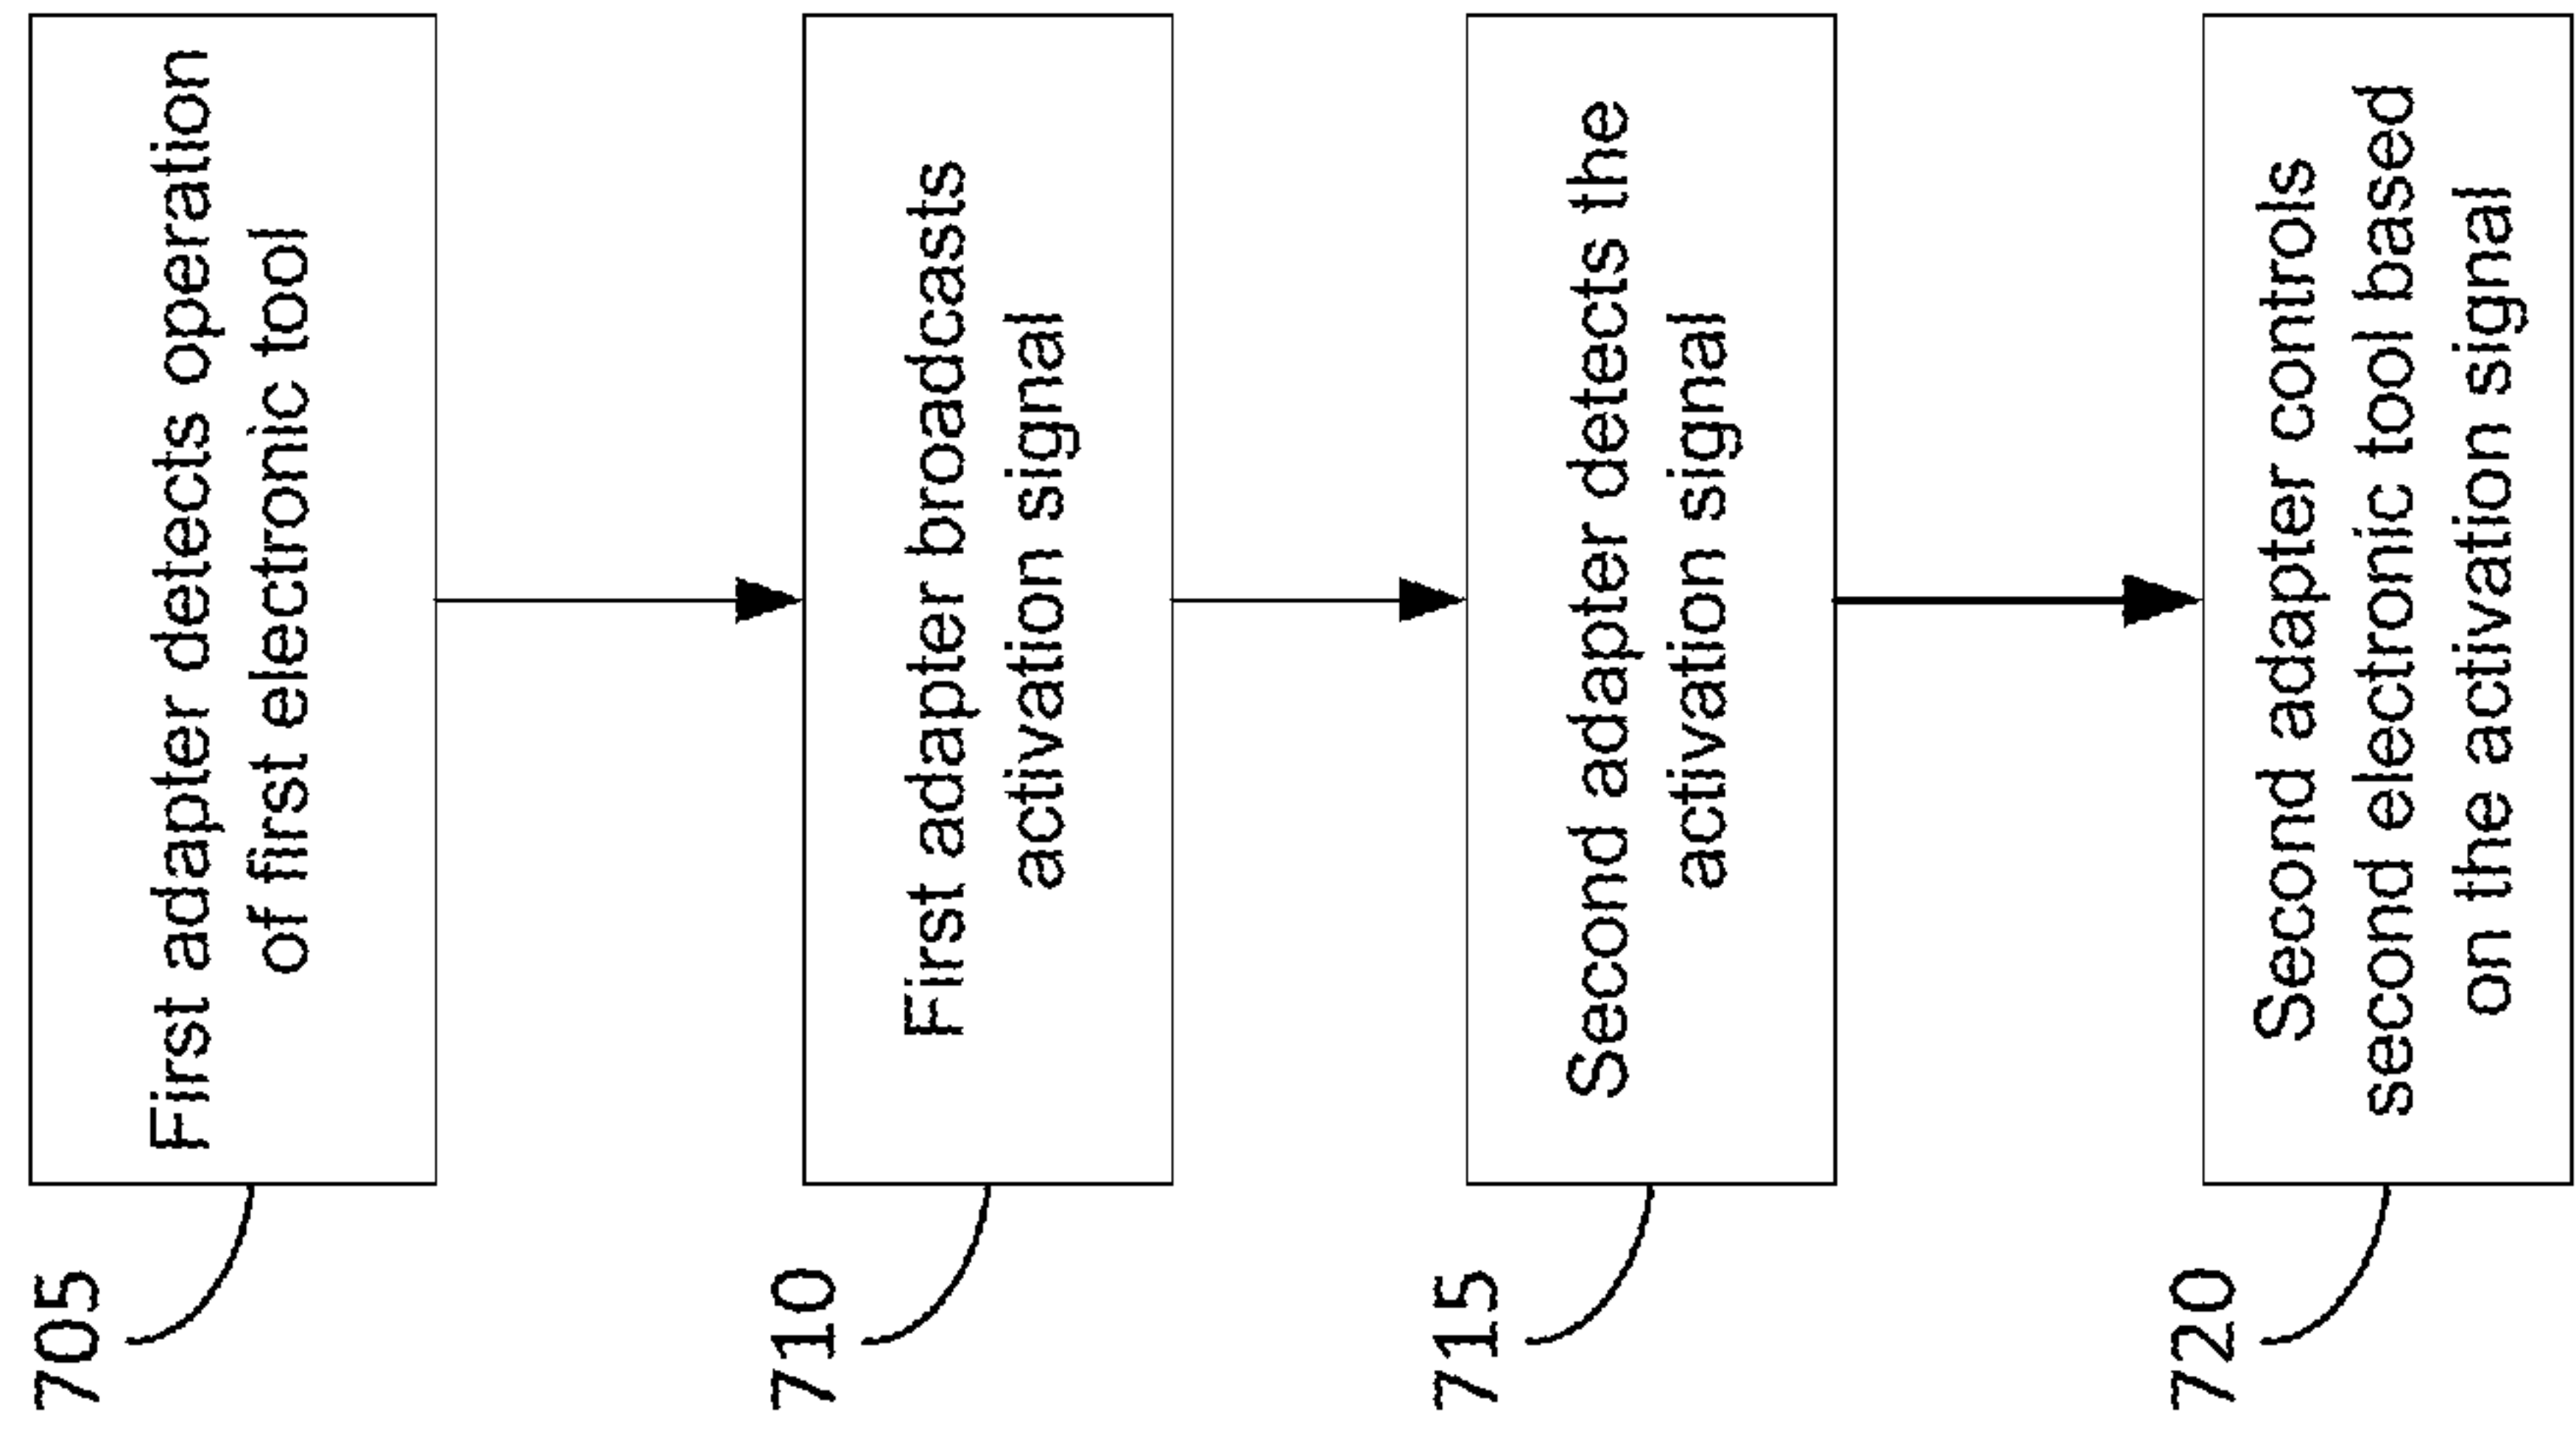 705
First adapter detects operation
of first electronic tool
710
First adapter broadcasts
activation signal
715
Second adapter detects the
activation signal
720
Second adapter controls
second electronic tool based
on the activation signal